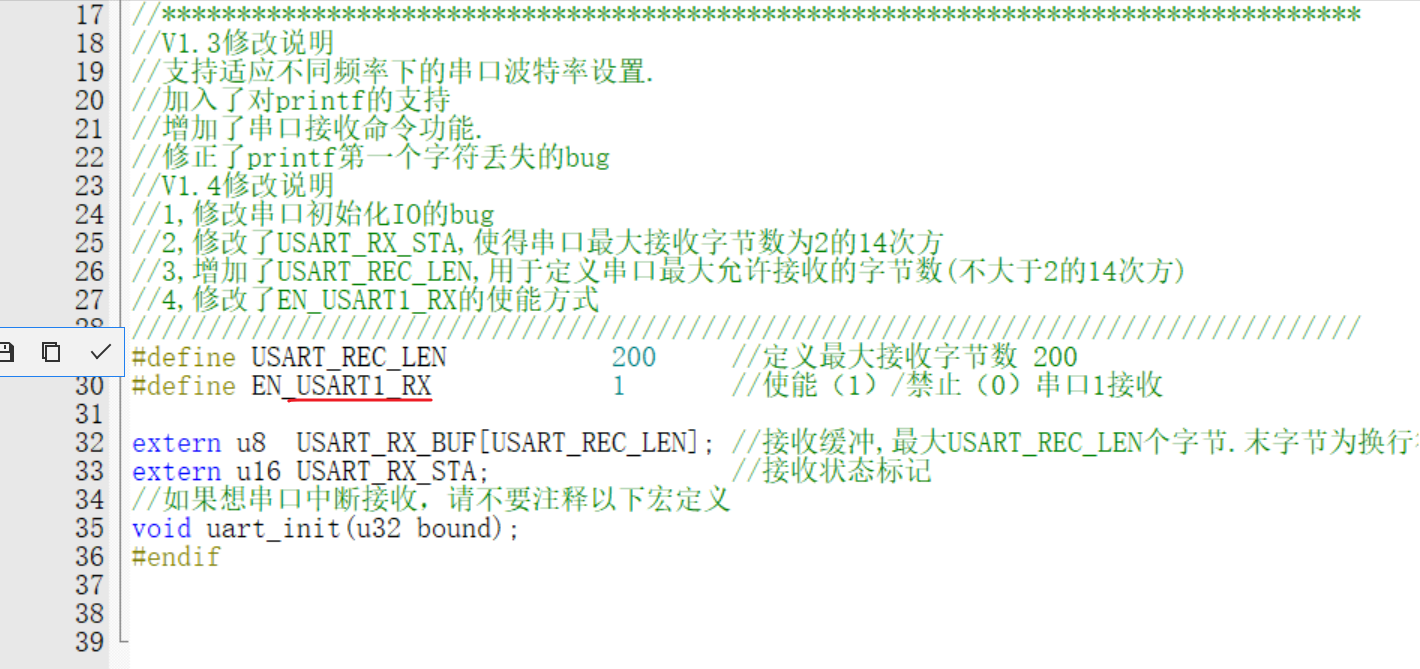 17 //********************************************************************************
18 //V1.3修改说明
19 //支持适应不同频率下的串口波特率设置.
20 //加入了对printf的支持
21 //增加了串口接收命令功能.
22 //修正了printf第一个字符丢失的bug
23 //V1.4修改说明
24 //1,修改串口初始化IO的bug
25 //2,修改了USART_RX_STA,使得串口最大接收字节数为2的14次方
26 //3,增加了USART_REC_LEN,用于定义串口最大允许接收的字节数(不大于2的14次方)
27 //4,修改了EN_USART1_RX的使能方式
28 //////////////////////////////////////////////////////////////////////////////////
#define USART_REC_LEN 200 //定义最大接收字节数 200
30 #define EN_USART1_RX 1 //使能（1）/禁止（0）串口1接收
31
32 extern u8 USART_RX_BUF[USART_REC_LEN]; //接收缓冲,最大USART_REC_LEN个字节.末字节为换行
33 extern u16 USART_RX_STA; //接收状态标记
34 //如果想串口中断接收，请不要注释以下宏定义
35 void uart_init(u32 bound);
36 #endif
37
38
39